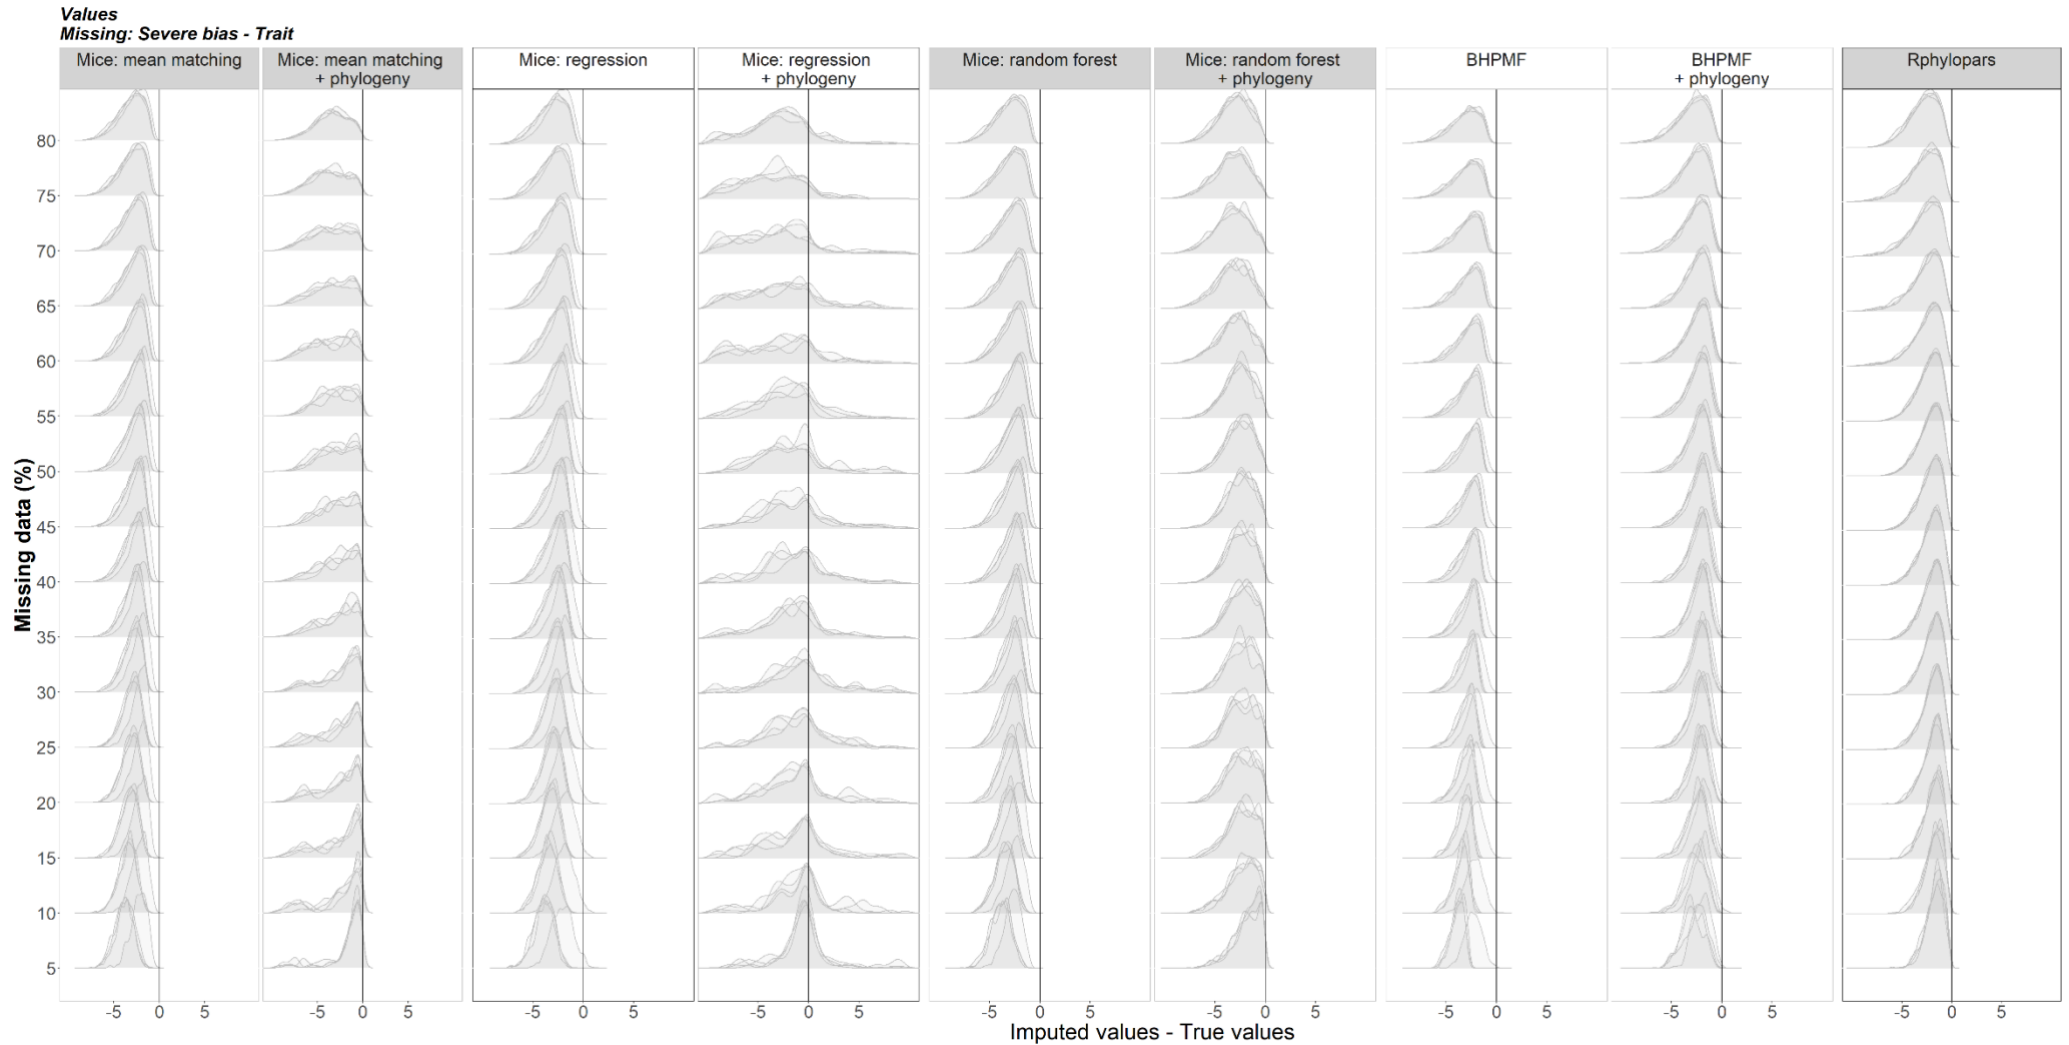 Values
Missing: Severe bias - Trait
Mice: mean matching
Mice: mean matching
+ phylogeny
Mice: regression
Mice: regression
+ phylogeny
Mice: random forest
Mice: random forest
+ phylogeny
BHPMF
BHPMF
+ phylogeny
Rphylopars
Missing data (%)
80
75
70
65
60
55
50
45
40
35
30
25
20
15
10
5
-5 0 5
-5 0 5
-5 0 5
-5 0 5
-5 0 5
-5 0 5
-5 0 5
-5 0 5
-5 0 5
Imputed values - True values